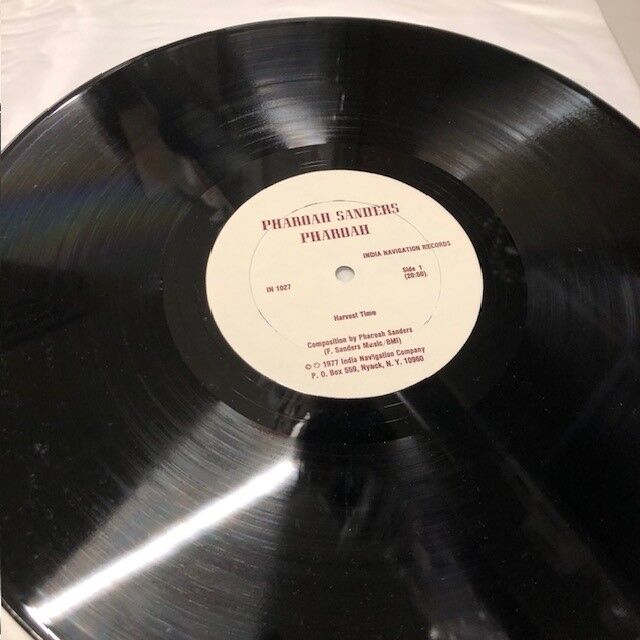 PHAROAH SANDERS
PHAROAH
INDIA NAVIGATION RECORDS
IN 1027
Side 1
(20:00)
Harvest Time
Composition by Pharoah Sanders
(F. Sanders Music/BMI)
© ℗ 1977 India Navigation Company
P. O. Box 559, Nyack, N. Y. 10960